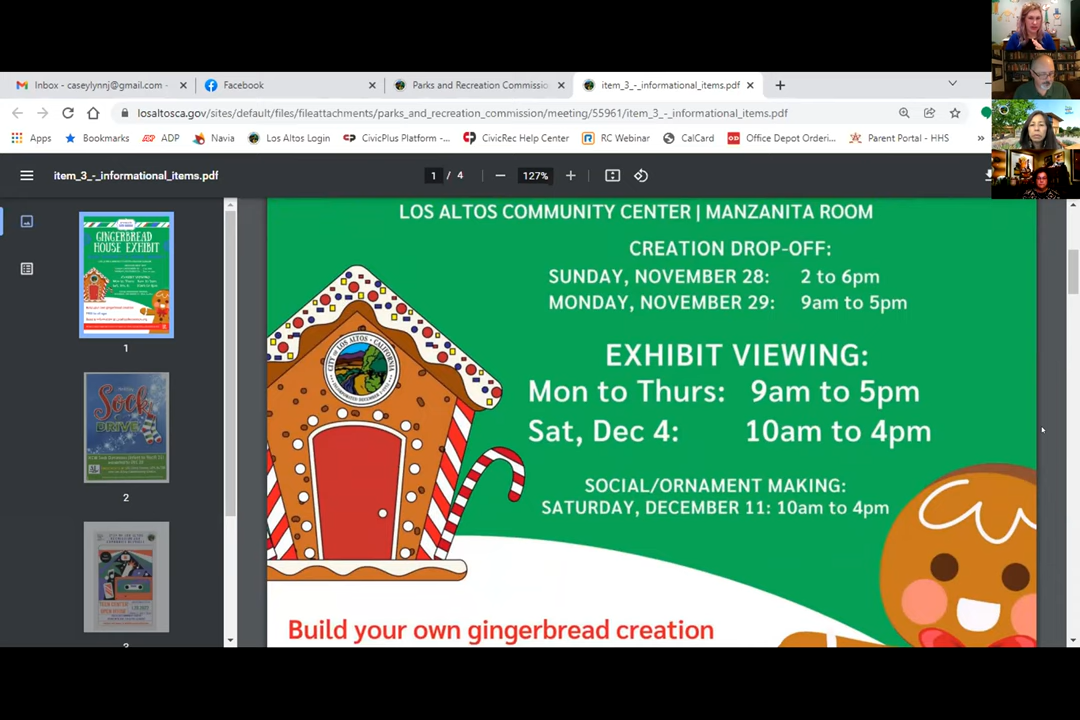 Inbox - caseylynnj@gmail.com -
Facebook
Parks and Recreation Commissio
item_3_-_informational_items.pdf
losaltosca.gov/sites/default/files/fileattachments/parks_and_recreation_commission/meeting/55961/item_3_-_informational_items.pdf
Apps
Bookmarks
ADP
Navia
Los Altos Login
CivicPlus Platform -...
CivicRec Help Center
RC Webinar
CalCard
Office Depot Orderi...
Parent Portal - HHS
»
item_3_-_informational_items.pdf
1 / 4
127%
LOS ALTOS COMMUNITY CENTER | MANZANITA ROOM
CREATION DROP-OFF:
SUNDAY, NOVEMBER 28: 2 to 6pm
MONDAY, NOVEMBER 29: 9am to 5pm
EXHIBIT VIEWING:
Mon to Thurs: 9am to 5pm
Sat, Dec 4: 10am to 4pm
SOCIAL/ORNAMENT MAKING:
SATURDAY, DECEMBER 11: 10am to 4pm
Build your own gingerbread creation
CITY OF LOS ALTOS • CALIFORNIA
GINGERBREAD
HOUSE EXHIBIT
1
Sock
DRIVE
2